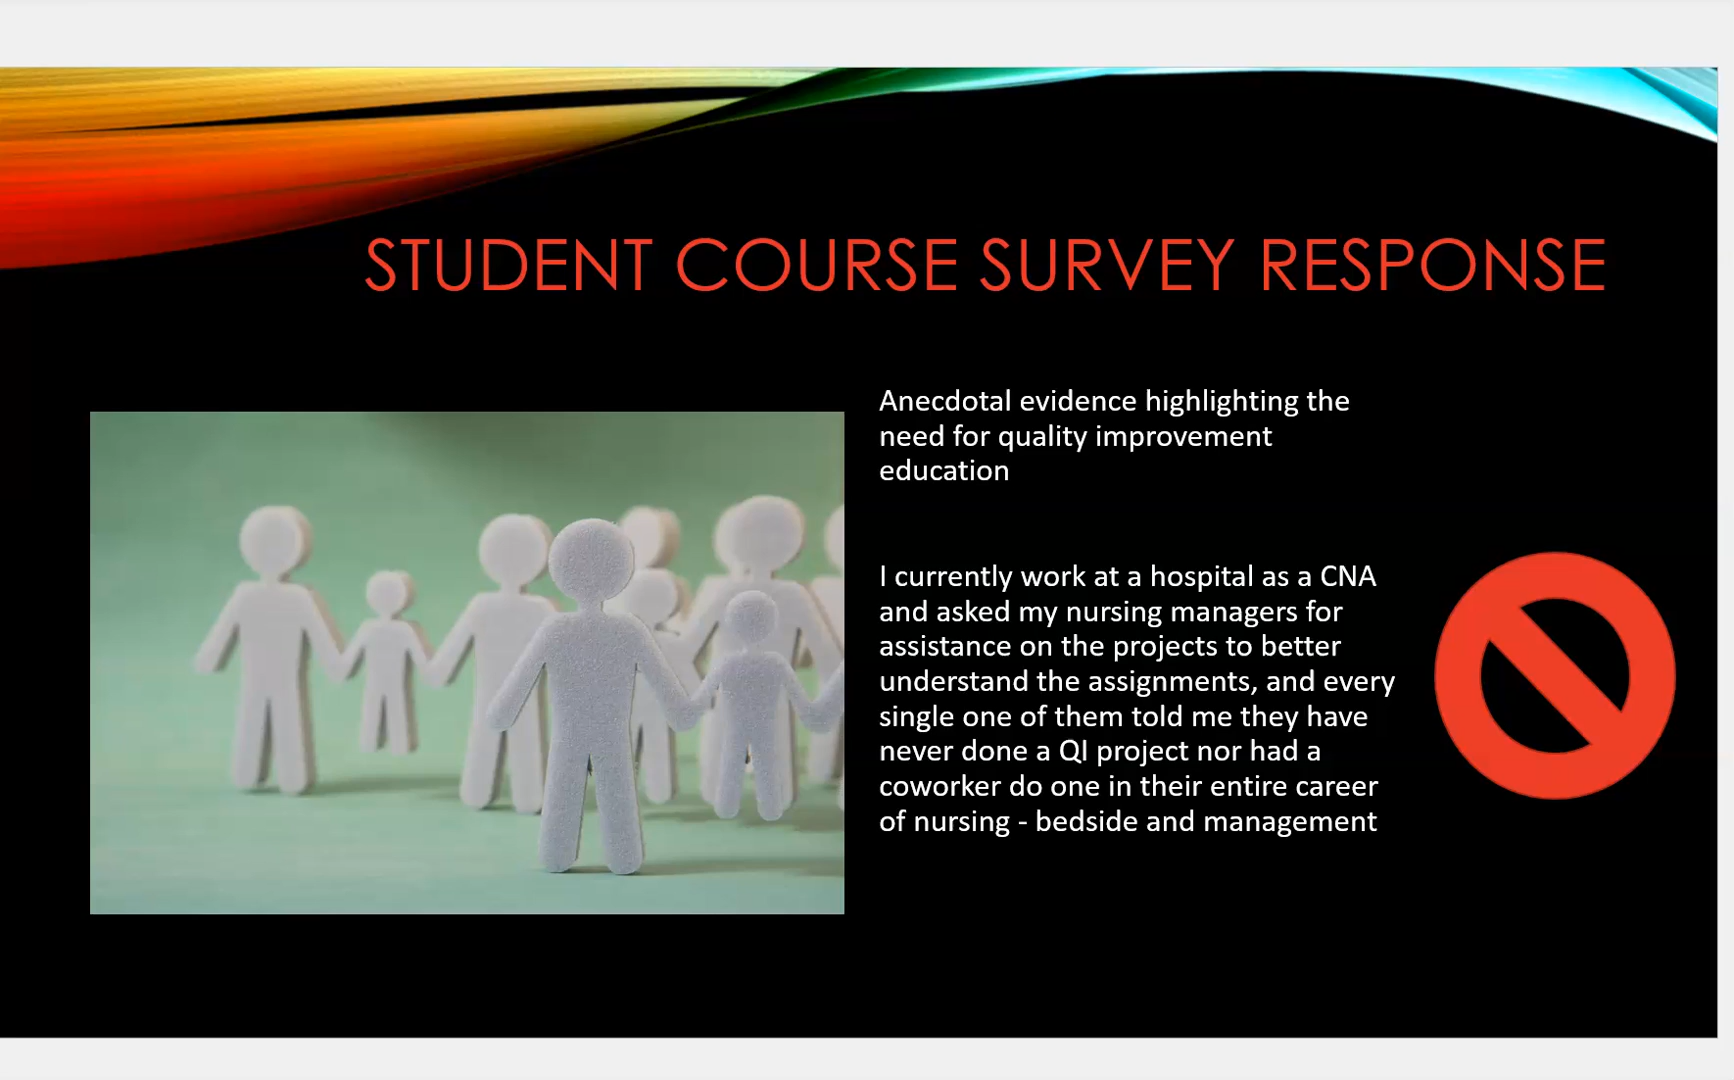 STUDENT COURSE SURVEY RESPONSE
Anecdotal evidence highlighting the
need for quality improvement
education
I currently work at a hospital as a CNA
and asked my nursing managers for
assistance on the projects to better
understand the assignments, and every
single one of them told me they have
never done a QI project nor had a
coworker do one in their entire career
of nursing - bedside and management